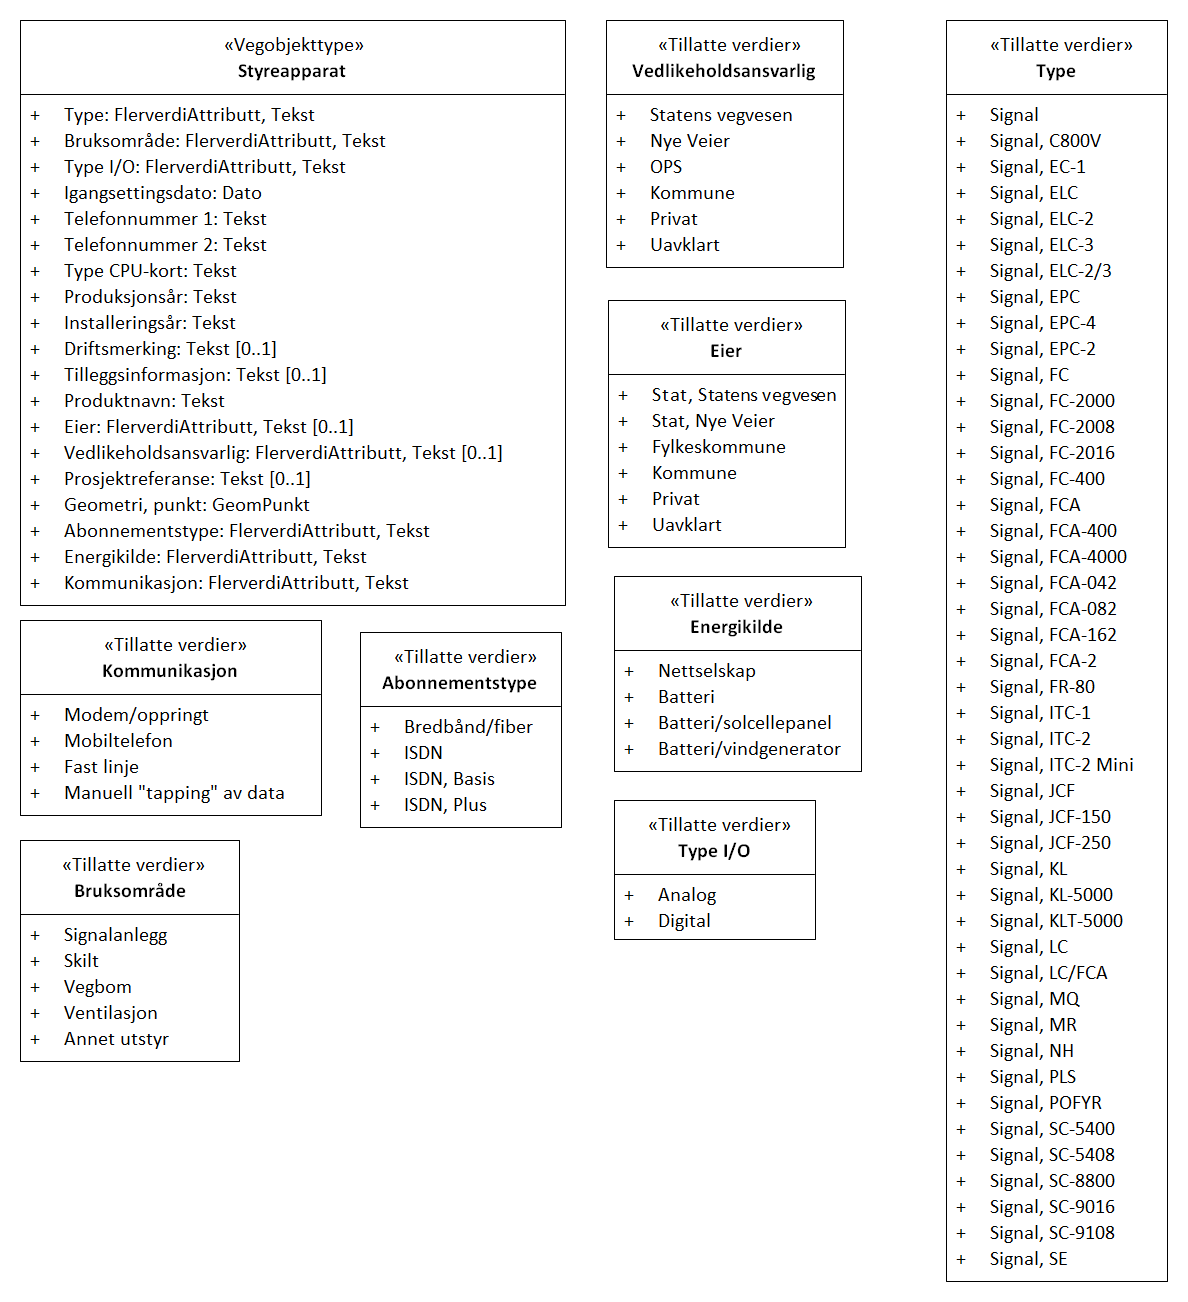 «Vegobjekttype»
Styreapparat
+ Type: FlerverdiAttributt, Tekst
+ Bruksområde: FlerverdiAttributt, Tekst
+ Type I/O: FlerverdiAttributt, Tekst
+ Igangsettingsdato: Dato
+ Telefonnummer 1: Tekst
+ Telefonnummer 2: Tekst
+ Type CPU-kort: Tekst
+ Produksjonsår: Tekst
+ Installeringsår: Tekst
+ Driftsmerking: Tekst [0..1]
+ Tilleggsinformasjon: Tekst [0..1]
+ Produktnavn: Tekst
+ Eier: FlerverdiAttributt, Tekst [0..1]
+ Vedlikeholdsansvarlig: FlerverdiAttributt, Tekst [0..1]
+ Prosjektreferanse: Tekst [0..1]
+ Geometri, punkt: GeomPunkt
+ Abonnementstype: FlerverdiAttributt, Tekst
+ Energikilde: FlerverdiAttributt, Tekst
+ Kommunikasjon: FlerverdiAttributt, Tekst
«Tillatte verdier»
Kommunikasjon
+ Modem/oppringt
+ Mobiltelefon
+ Fast linje
+ Manuell "tapping" av data
«Tillatte verdier»
Abonnementstype
+ Bredbånd/fiber
+ ISDN
+ ISDN, Basis
+ ISDN, Plus
«Tillatte verdier»
Bruksområde
+ Signalanlegg
+ Skilt
+ Vegbom
+ Ventilasjon
+ Annet utstyr
«Tillatte verdier»
Vedlikeholdsansvarlig
+ Statens vegvesen
+ Nye Veier
+ OPS
+ Kommune
+ Privat
+ Uavklart
«Tillatte verdier»
Eier
+ Stat, Statens vegvesen
+ Stat, Nye Veier
+ Fylkeskommune
+ Kommune
+ Privat
+ Uavklart
«Tillatte verdier»
Energikilde
+ Nettselskap
+ Batteri
+ Batteri/solcellepanel
+ Batteri/vindgenerator
«Tillatte verdier»
Type I/O
+ Analog
+ Digital
«Tillatte verdier»
Type
+ Signal
+ Signal, C800V
+ Signal, EC-1
+ Signal, ELC
+ Signal, ELC-2
+ Signal, ELC-3
+ Signal, ELC-2/3
+ Signal, EPC
+ Signal, EPC-4
+ Signal, EPC-2
+ Signal, FC
+ Signal, FC-2000
+ Signal, FC-2008
+ Signal, FC-2016
+ Signal, FC-400
+ Signal, FCA
+ Signal, FCA-400
+ Signal, FCA-4000
+ Signal, FCA-042
+ Signal, FCA-082
+ Signal, FCA-162
+ Signal, FCA-2
+ Signal, FR-80
+ Signal, ITC-1
+ Signal, ITC-2
+ Signal, ITC-2 Mini
+ Signal, JCF
+ Signal, JCF-150
+ Signal, JCF-250
+ Signal, KL
+ Signal, KL-5000
+ Signal, KLT-5000
+ Signal, LC
+ Signal, LC/FCA
+ Signal, MQ
+ Signal, MR
+ Signal, NH
+ Signal, PLS
+ Signal, POFYR
+ Signal, SC-5400
+ Signal, SC-5408
+ Signal, SC-8800
+ Signal, SC-9016
+ Signal, SC-9108
+ Signal, SE